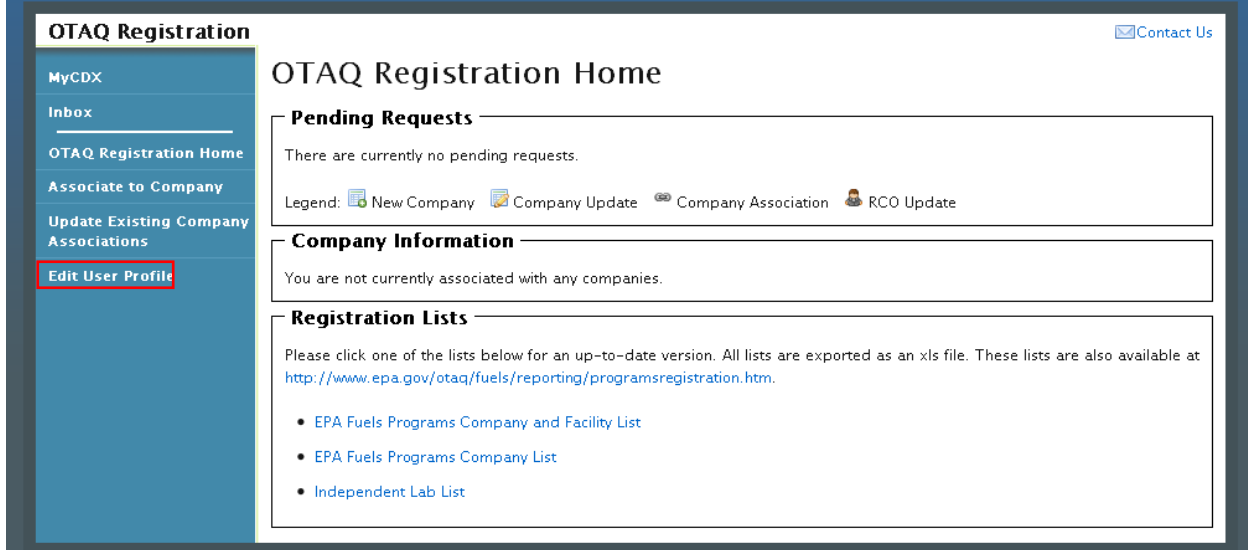 OTAQ Registration
Contact Us
MyCDX
Inbox
OTAQ Registration Home
Associate to Company
Update Existing Company
Associations
Edit User Profile
OTAQ Registration Home
Pending Requests
There are currently no pending requests.
Legend: New Company Company Update Company Association RCO Update
Company Information
You are not currently associated with any companies.
Registration Lists
Please click one of the lists below for an up-to-date version. All lists are exported as an xls file. These lists are also available at
http://www.epa.gov/otaq/fuels/reporting/programsregistration.htm.
• EPA Fuels Programs Company and Facility List
• EPA Fuels Programs Company List
• Independent Lab List